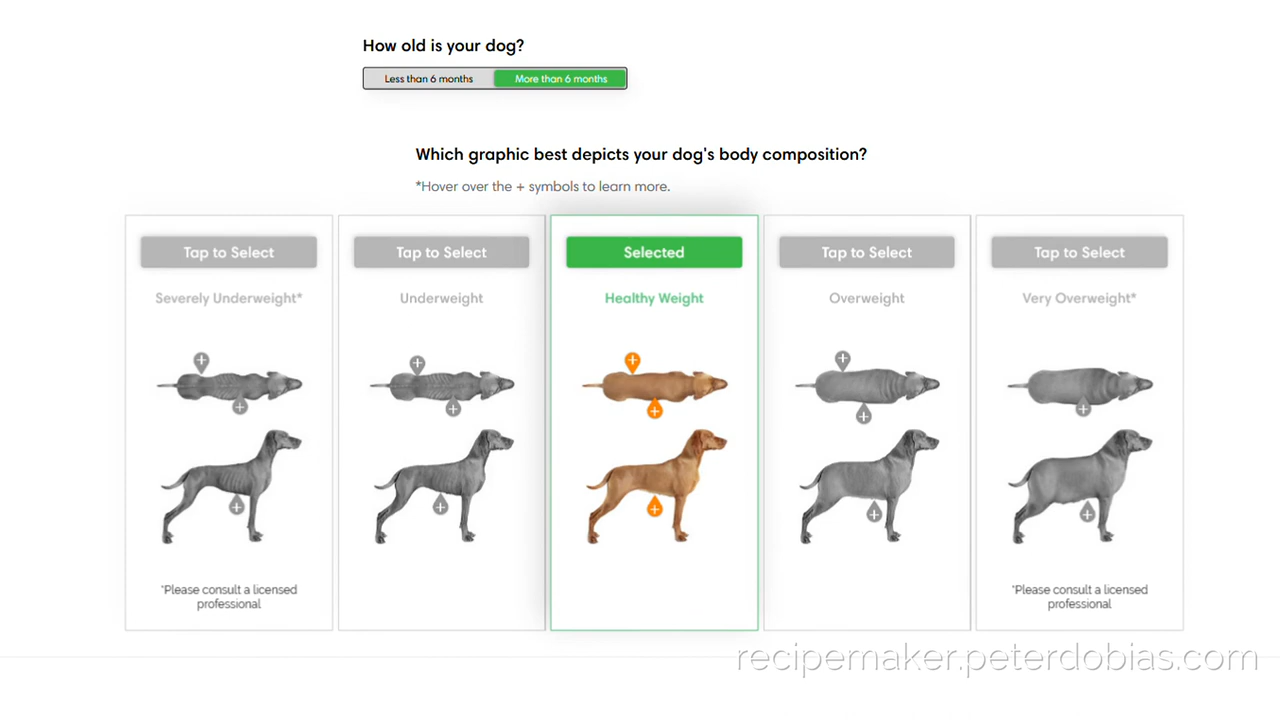 How old is your dog?
Less than 6 months More than 6 months
Which graphic best depicts your dog's body composition?
*Hover over the + symbols to learn more.
Tap to Select Tap to Select Selected Tap to Select Tap to Select
Severely Underweight* Underweight Healthy Weight Overweight Very Overweight*
*Please consult a licensed
professional
*Please consult a licensed
professional
recipemaker.peterdobias.com